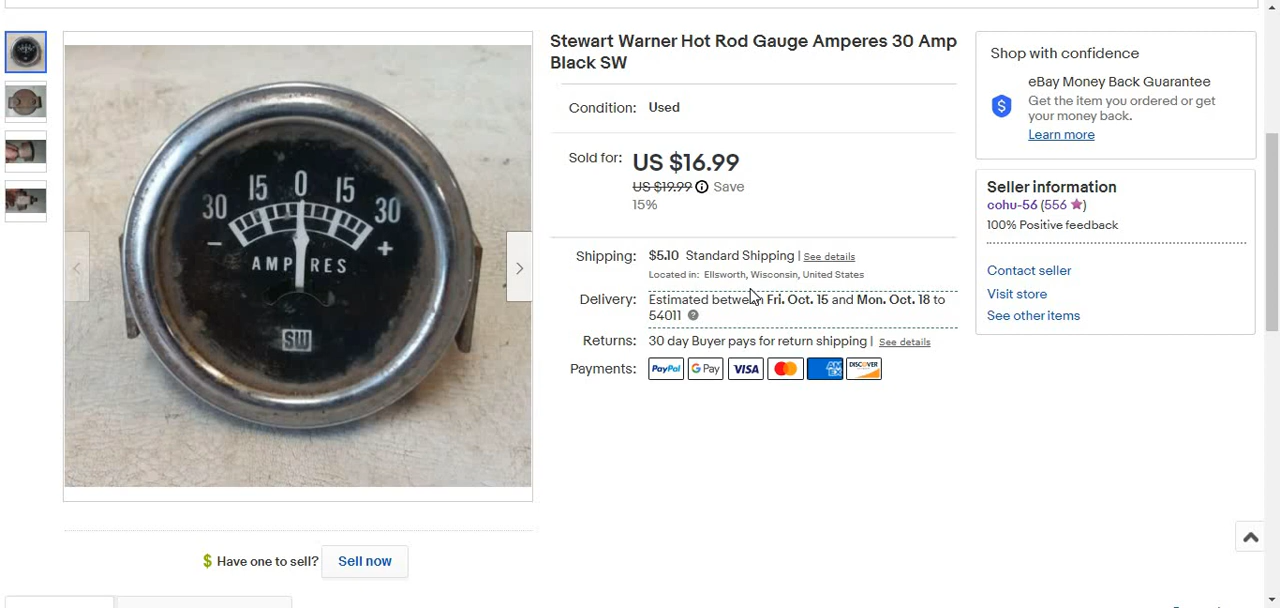 Stewart Warner Hot Rod Gauge Amperes 30 Amp
Black SW
Condition: Used
Sold for: US $16.99
US $19.99 Save
15%
Shipping: $5.10 Standard Shipping | See details
Located in: Ellsworth, Wisconsin, United States
Delivery: Estimated between Fri. Oct. 15 and Mon. Oct. 18 to
54011
Returns: 30 day Buyer pays for return shipping | See details
Payments: PayPal G Pay VISA AM EX DISCOVER
30 15 0 15 30
- +
AMPERES
SW
$ Have one to sell? Sell now
Shop with confidence
eBay Money Back Guarantee
Get the item you ordered or get
your money back.
Learn more
Seller information
cohu-56 (556 ★)
100% Positive feedback
Contact seller
Visit store
See other items